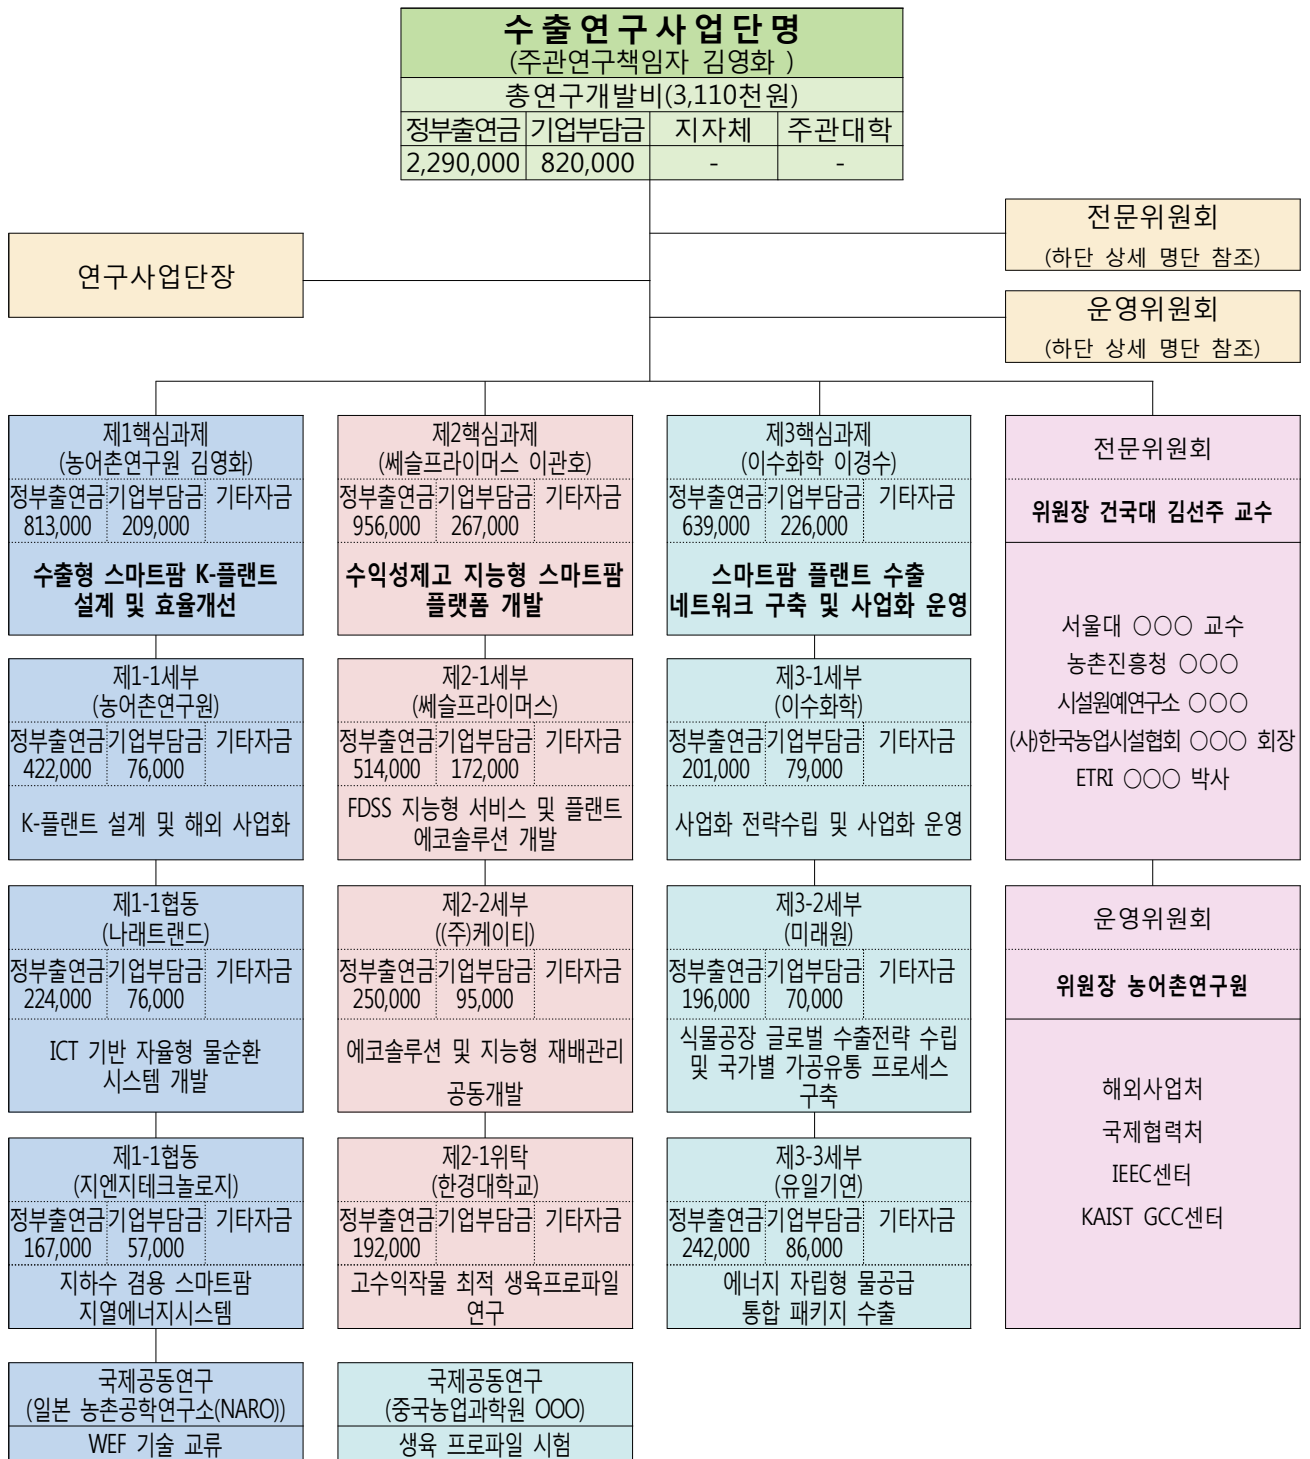 수출연구사업단명
(주관연구책임자 김영화 )
총연구개발비(3,110천원)
정부출연금 기업부담금 지자체 주관대학
2,290,000 820,000 - -
연구사업단장
전문위원회
(하단 상세 명단 참조)
운영위원회
(하단 상세 명단 참조)
제1핵심과제
(농어촌연구원 김영화)
정부출연금 기업부담금 기타자금
813,000 209,000
수출형 스마트팜 K-플랜트
설계 및 효율개선
제1-1세부
(농어촌연구원)
정부출연금 기업부담금 기타자금
422,000 76,000
K-플랜트 설계 및 해외 사업화
제1-1협동
(나래트랜드)
정부출연금 기업부담금 기타자금
224,000 76,000
ICT 기반 자율형 물순환
시스템 개발
제1-1협동
(지엔지테크놀로지)
정부출연금 기업부담금 기타자금
167,000 57,000
지하수 겸용 스마트팜
지열에너지시스템
국제공동연구
(일본 농촌공학연구소(NARO))
WEF 기술 교류
제2핵심과제
(쎄슬프라이머스 이관호)
정부출연금 기업부담금 기타자금
956,000 267,000
수익성제고 지능형 스마트팜
플랫폼 개발
제2-1세부
(쎄슬프라이머스)
정부출연금 기업부담금 기타자금
514,000 172,000
FDSS 지능형 서비스 및 플랜트
에코솔루션 개발
제2-2세부
((주)케이티)
정부출연금 기업부담금 기타자금
250,000 95,000
에코솔루션 및 지능형 재배관리
공동개발
제2-1위탁
(한경대학교)
정부출연금 기업부담금 기타자금
192,000
고수익작물 최적 생육프로파일
연구
국제공동연구
(중국농업과학원 OOO)
생육 프로파일 시험
제3핵심과제
(이수화학 이경수)
정부출연금 기업부담금 기타자금
639,000 226,000
스마트팜 플랜트 수출
네트워크 구축 및 사업화 운영
제3-1세부
(이수화학)
정부출연금 기업부담금 기타자금
201,000 79,000
사업화 전략수립 및 사업화 운영
제3-2세부
(미래원)
정부출연금 기업부담금 기타자금
196,000 70,000
식물공장 글로벌 수출전략 수립
및 국가별 가공유통 프로세스
구축
제3-3세부
(유일기연)
정부출연금 기업부담금 기타자금
242,000 86,000
에너지 자립형 물공급
통합 패키지 수출
전문위원회
위원장 건국대 김선주 교수
서울대 ○○○ 교수
농촌진흥청 ○○○
시설원예연구소 ○○○
(사)한국농업시설협회 ○○○ 회장
ETRI ○○○ 박사
운영위원회
위원장 농어촌연구원
해외사업처
국제협력처
IEEC센터
KAIST GCC센터